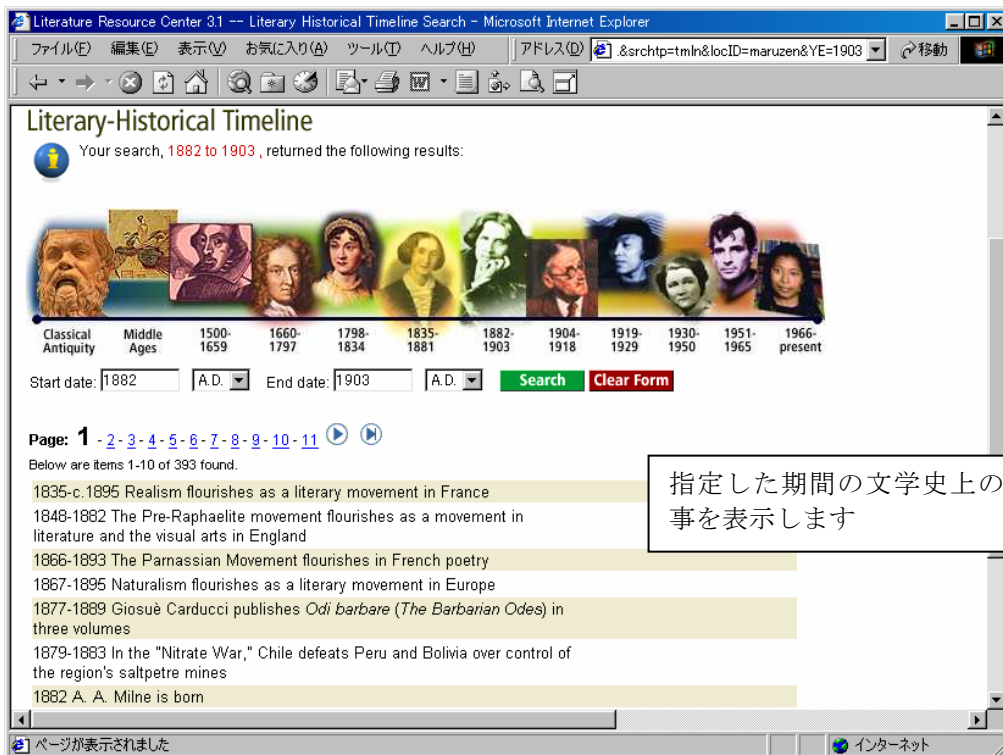 Literature Resource Center 3.1 -- Literary Historical Timeline Search - Microsoft Internet Explorer
ファイル(F) 編集(E) 表示(V) お気に入り(A) ツール(T) ヘルプ(H) アドレス(D) .&srchtp=tmln&locID=maruzen&YE=1903 移動
Literary-Historical Timeline
Your search, 1882 to 1903 , returned the following results:
Classical Antiquity Middle Ages 1500-1659 1660-1797 1798-1834 1835-1881 1882-1903 1904-1918 1919-1929 1930-1950 1951-1965 1966-present
Start date: 1882 A.D. End date: 1903 A.D. Search Clear Form
Page: 1 - 2 - 3 - 4 - 5 - 6 - 7 - 8 - 9 - 10 - 11
Below are items 1-10 of 393 found.
1835-c.1895 Realism flourishes as a literary movement in France
1848-1882 The Pre-Raphaelite movement flourishes as a movement in
literature and the visual arts in England
1866-1893 The Parnassian Movement flourishes in French poetry
1867-1895 Naturalism flourishes as a literary movement in Europe
1877-1889 Giosuè Carducci publishes Odi barbare (The Barbarian Odes) in
three volumes
1879-1883 In the "Nitrate War," Chile defeats Peru and Bolivia over control of
the region's saltpetre mines
1882 A. A. Milne is born
指定した期間の文学史上の
事を表示します
ページが表示されました インターネット